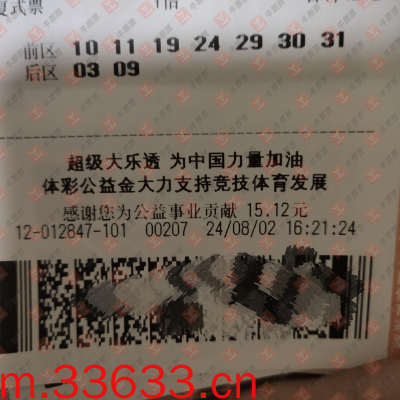 复式票 1倍
前区 10 11 19 24 29 30 31
后区 03 09
超级大乐透 为中国力量加油
体彩公益金大力支持竞技体育发展
感谢您为公益事业贡献 15.12元
12-012847-101 00207 24/08/02 16:21:24
m.33633.cn